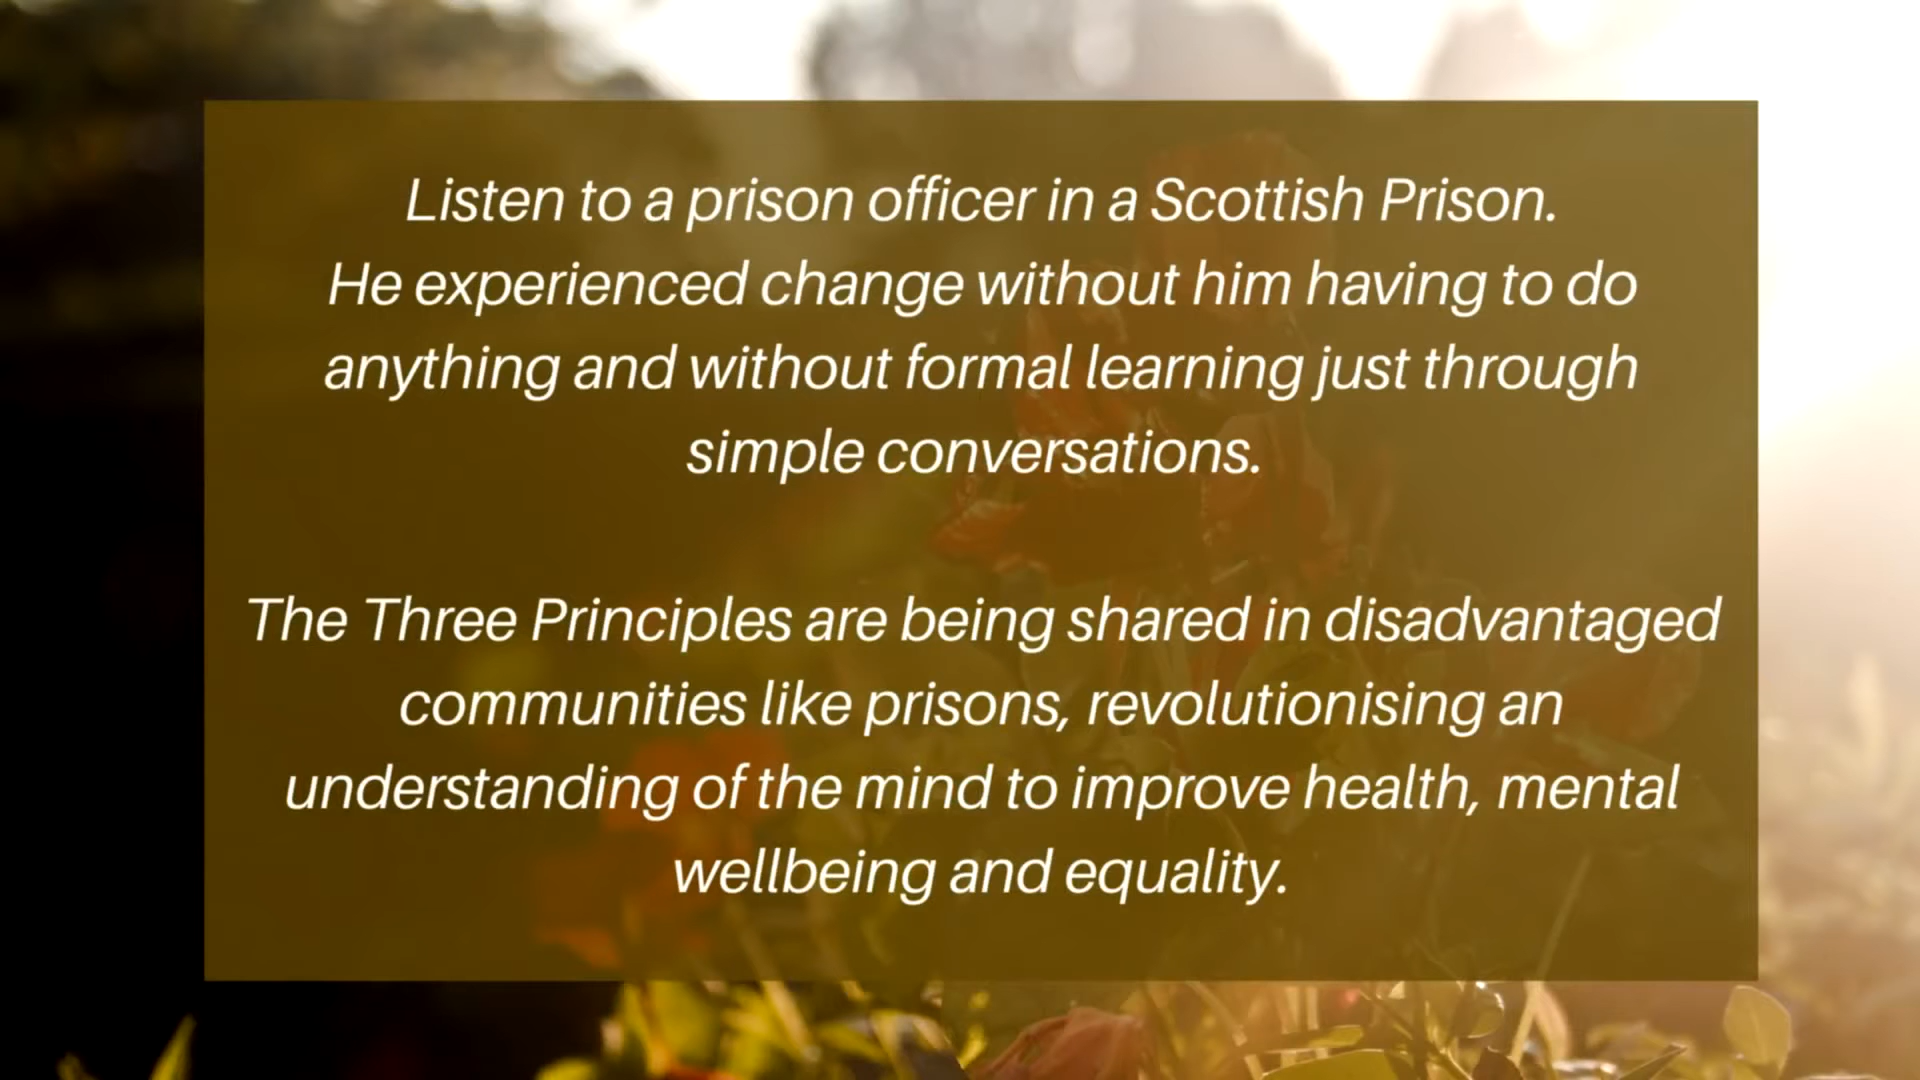 Listen to a prison officer in a Scottish Prison.
He experienced change without him having to do
anything and without formal learning just through
simple conversations.
The Three Principles are being shared in disadvantaged
communities like prisons, revolutionising an
understanding of the mind to improve health, mental
wellbeing and equality.